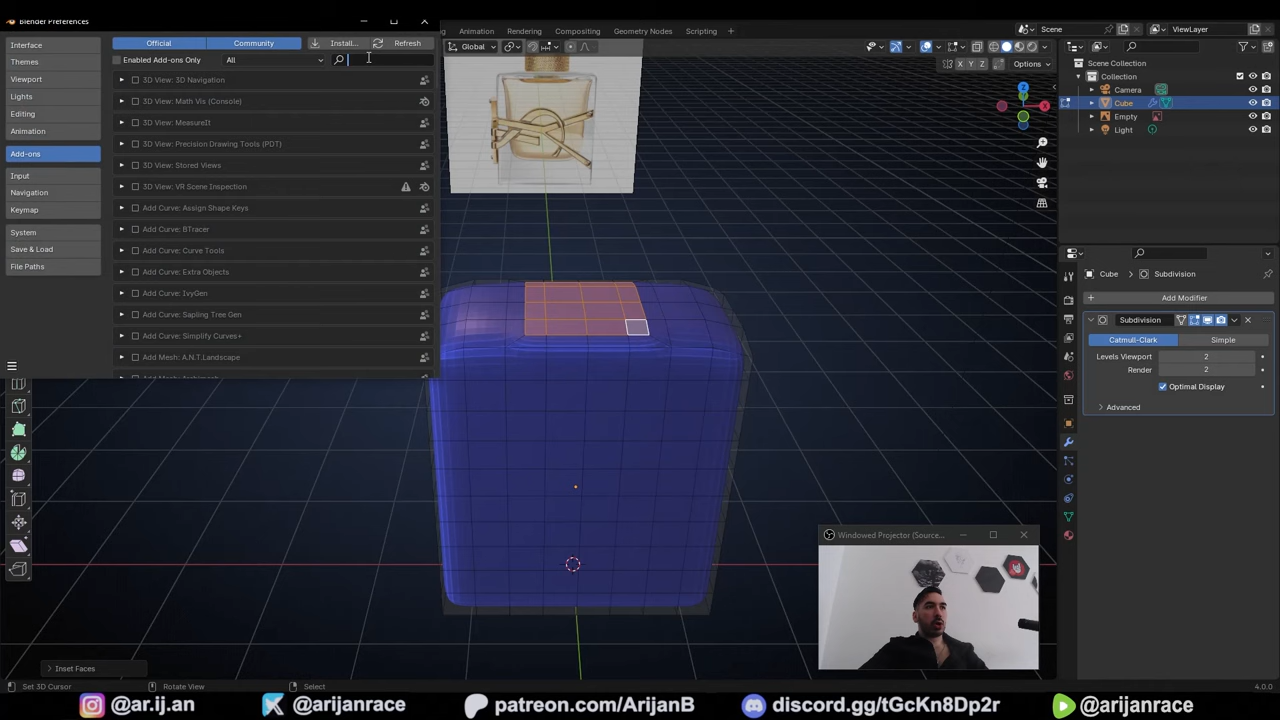 Blender Preferences
Interface
Themes
Viewport
Lights
Editing
Animation
Add-ons
Input
Navigation
Keymap
System
Save & Load
File Paths
Official
Community
Install...
Refresh
Enabled Add-ons Only
All
3D View: 3D Navigation
3D View: Math Vis (Console)
3D View: MeasureIt
3D View: Precision Drawing Tools (PDT)
3D View: Stored Views
3D View: VR Scene Inspection
Add Curve: Assign Shape Keys
Add Curve: BTracer
Add Curve: Curve Tools
Add Curve: Extra Objects
Add Curve: IvyGen
Add Curve: Sapling Tree Gen
Add Curve: Simplify Curves+
Add Mesh: A.N.T.Landscape
Animation
Rendering
Compositing
Geometry Nodes
Scripting
Global
X Y Z
Options
Scene
ViewLayer
Scene Collection
Collection
Camera
Cube
Empty
Light
Cube
Subdivision
Add Modifier
Subdivision
Catmull-Clark
Simple
Levels Viewport
2
Render
2
Optimal Display
Advanced
Windowed Projector (Source...
Inset Faces
Set 3D Cursor
Rotate View
Select
4.0.0
@ar.ij.an
@arijanrace
patreon.com/ArijanB
discord.gg/tGcKn8Dp2r
@arijanrace